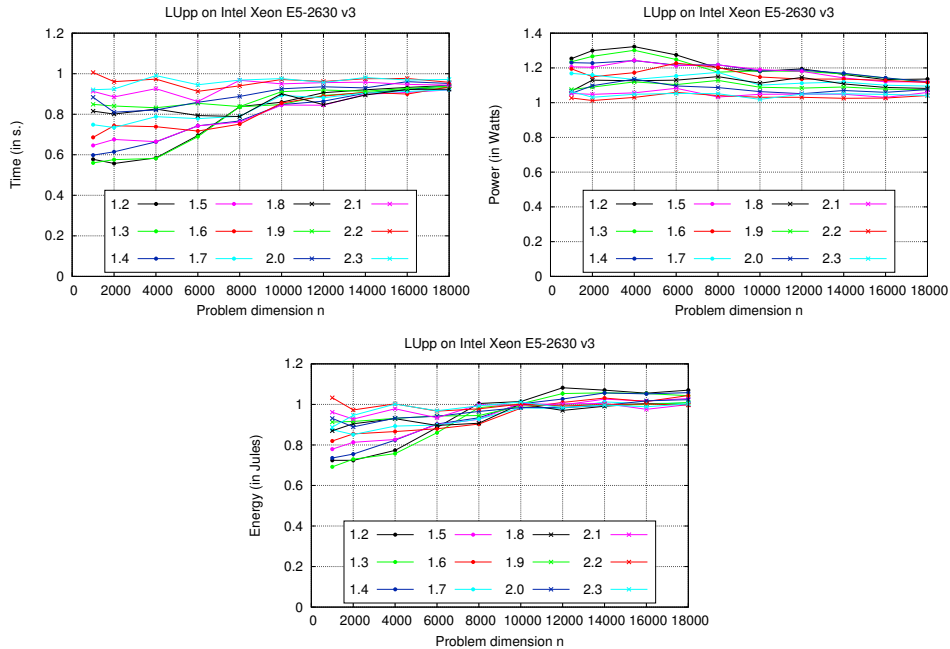 LUpp on Intel Xeon E5-2630 v3
1.2
1
0.8
0.6
0.4
0.2
0
Time (in s.)
1.2 1.5 1.8 2.1
1.3 1.6 1.9 2.2
1.4 1.7 2.0 2.3
0 2000 4000 6000 8000 10000 12000 14000 16000 18000
Problem dimension n
LUpp on Intel Xeon E5-2630 v3
1.4
1.2
1
0.8
0.6
0.4
0.2
0
Power (in Watts)
1.2 1.5 1.8 2.1
1.3 1.6 1.9 2.2
1.4 1.7 2.0 2.3
0 2000 4000 6000 8000 10000 12000 14000 16000 18000
Problem dimension n
LUpp on Intel Xeon E5-2630 v3
1.2
1
0.8
0.6
0.4
0.2
0
Energy (in Jules)
1.2 1.5 1.8 2.1
1.3 1.6 1.9 2.2
1.4 1.7 2.0 2.3
0 2000 4000 6000 8000 10000 12000 14000 16000 18000
Problem dimension n